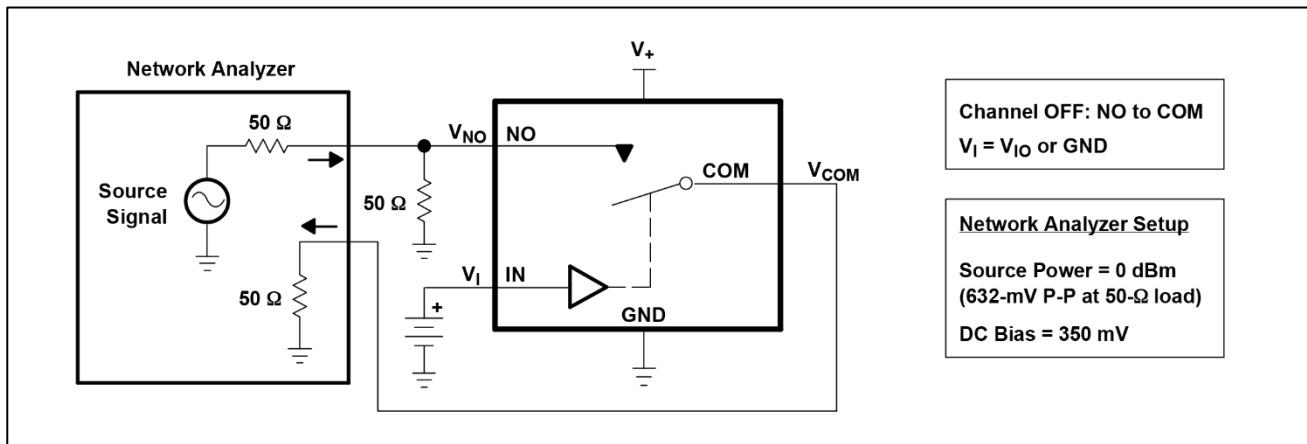 Network Analyzer
50 Ω
Source
Signal
50 Ω
50 Ω
V+
VNO
NO
COM
VCOM
VI
IN
+
GND
Channel OFF: NO to COM
VI = VIO or GND
Network Analyzer Setup
Source Power = 0 dBm
(632-mV P-P at 50-Ω load)
DC Bias = 350 mV